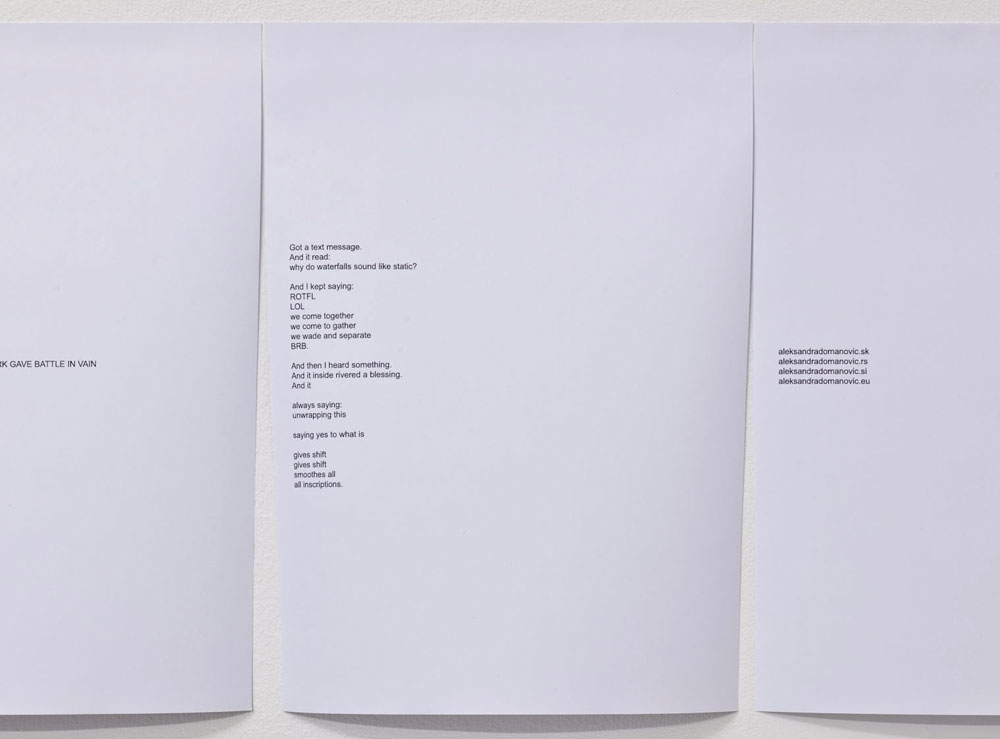 GAVE BATTLE IN VAIN
Got a text message.
And it read:
why do waterfalls sound like static?
And I kept saying:
ROTFL
LOL
we come together
we come to gather
we wade and separate
BRB.
And then I heard something.
And it inside rivered a blessing.
And it
always saying:
unwrapping this
saying yes to what is
gives shift
gives shift
smoothes all
all inscriptions.
aleksandradomanovic.sk
aleksandradomanovic.rs
aleksandradomanovic.si
aleksandradomanovic.eu